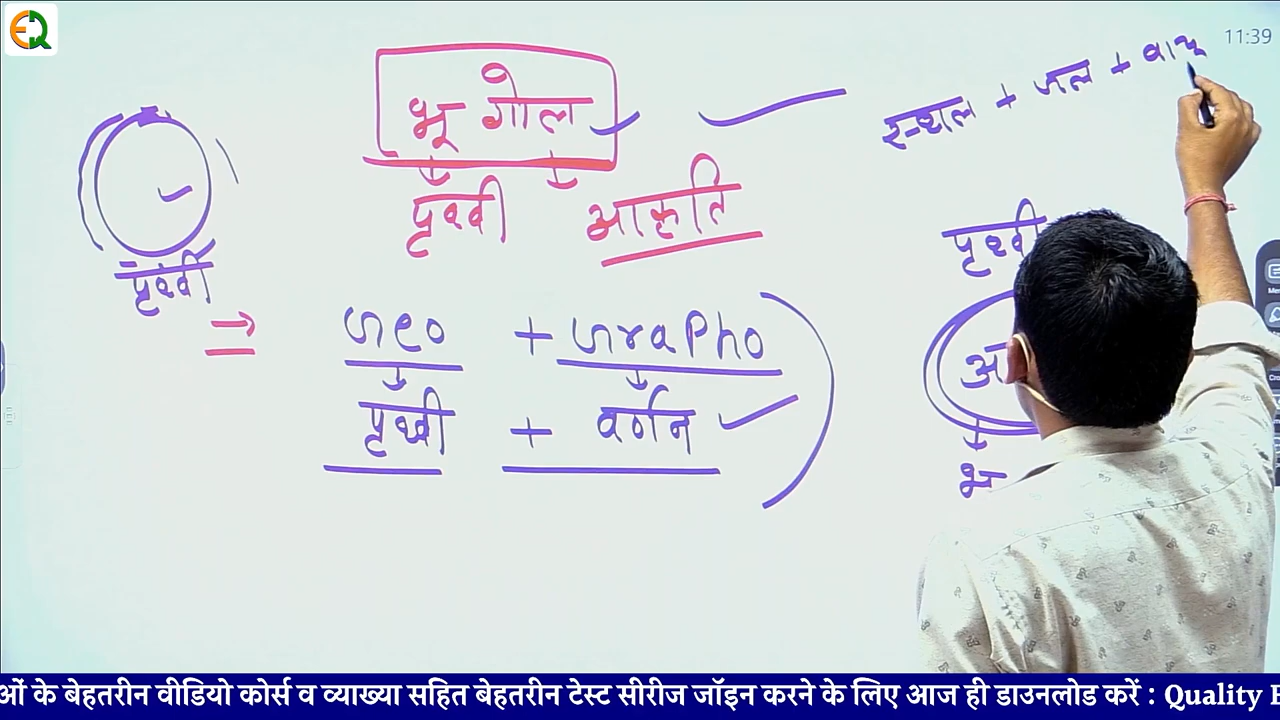 11:39
स्थल + जल + वायु
भूगोल
पृथ्वी आकृति
पृथ्वी
पृथ्वी
Geo + GraPho
पृथ्वी + वर्णन
भू
ओं के बेहतरीन वीडियो कोर्स व व्याख्या सहित बेहतरीन टेस्ट सीरीज जॉइन करने के लिए आज ही डाउनलोड करें : Quality